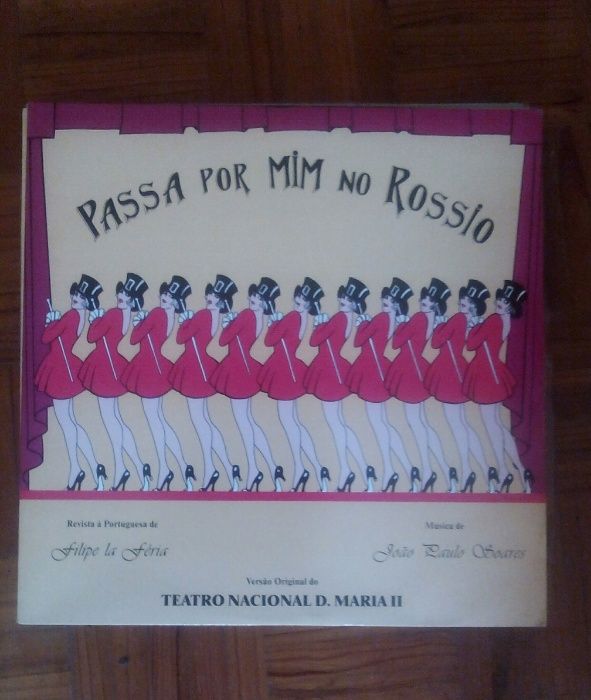 PASSA POR MiM NO ROSSiO
Revista à Portuguesa de
Filipe la Féria
Musica de
João Paulo Soares
Versão Original do
TEATRO NACIONAL D. MARIA II